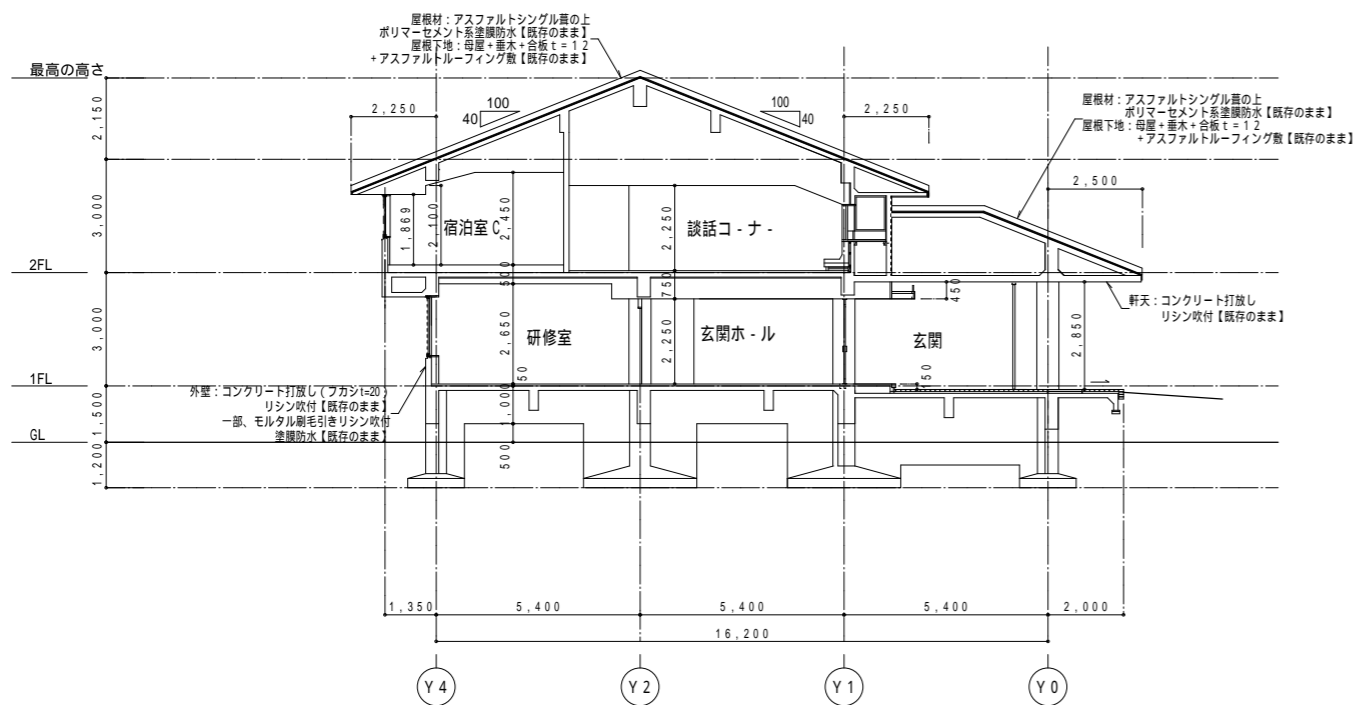 屋根材：アスファルトシングル葺の上
ポリマーセメント系塗膜防水【既存のまま】
屋根下地：母屋+垂木+合板ｔ＝１２
+アスファルトルーフィング敷【既存のまま】
最高の高さ
2,150
2,250
100
40
100
40
2,250
屋根材：アスファルトシングル葺の上
ポリマーセメント系塗膜防水【既存のまま】
屋根下地：母屋+垂木+合板ｔ＝１２
+アスファルトルーフィング敷【既存のまま】
2,500
3,000
1,869
2,100
宿泊室C
2,450
2,250
談話コ-ナ-
2FL
500
750
450
軒天：コンクリート打放し
リシン吹付【既存のまま】
3,000
2,650
研修室
2,250
玄関ホ-ル
玄関
2,850
1FL
50
150
外壁：コンクリート打放し(フカシt=20)
リシン吹付【既存のまま】
一部、モルタル刷毛引きリシン吹付
塗膜防水【既存のまま】
1,500
1,000
GL
500
1,200
1,350
5,400
5,400
5,400
2,000
16,200
Y4
Y2
Y1
Y0